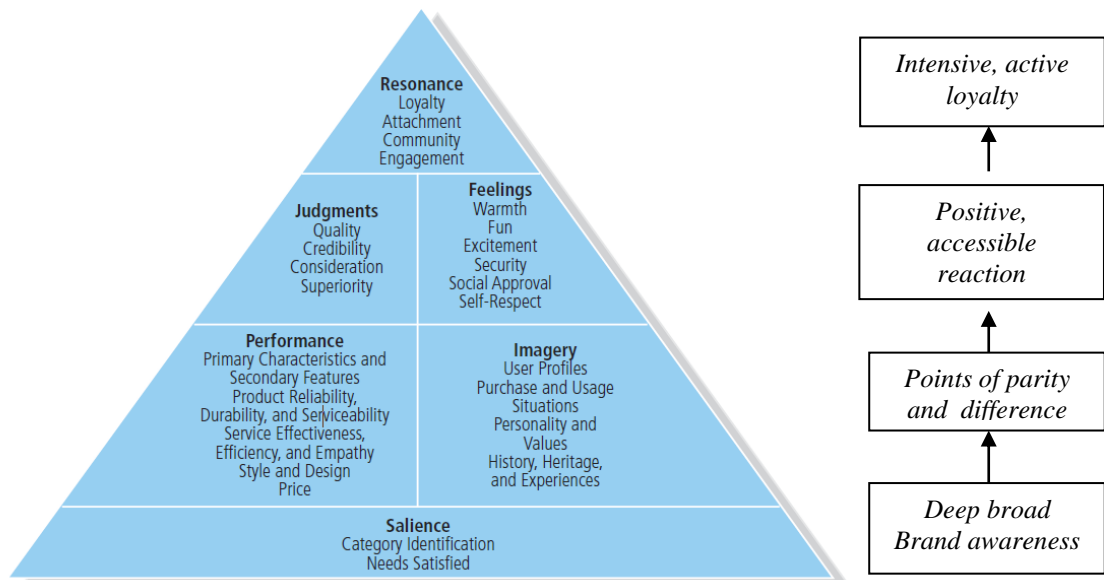 Resonance
Loyalty
Attachment
Community
Engagement
Judgments
Quality
Credibility
Consideration
Superiority
Feelings
Warmth
Fun
Excitement
Security
Social Approval
Self-Respect
Performance
Primary Characteristics and
Secondary Features
Product Reliability,
Durability, and Serviceability
Service Effectiveness,
Efficiency, and Empathy
Style and Design
Price
Imagery
User Profiles
Purchase and Usage
Situations
Personality and
Values
History, Heritage,
and Experiences
Salience
Category Identification
Needs Satisfied
Intensive, active
loyalty
Positive,
accessible
reaction
Points of parity
and difference
Deep broad
Brand awareness